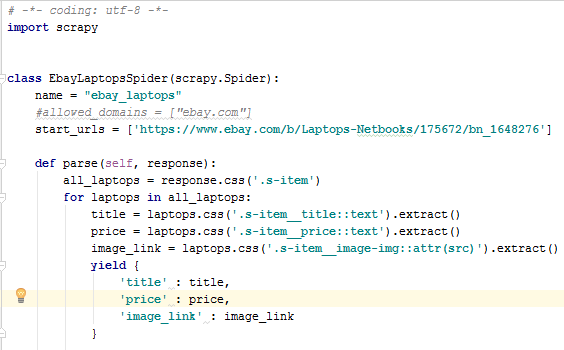 # -*- coding: utf-8 -*-
import scrapy
class EbayLaptopsSpider(scrapy.Spider):
    name = "ebay_laptops"
    #allowed_domains = ["ebay.com"]
    start_urls = ['https://www.ebay.com/b/Laptops-Netbooks/175672/bn_1648276']
    def parse(self, response):
        all_laptops = response.css('.s-item')
        for laptops in all_laptops:
            title = laptops.css('.s-item__title::text').extract()
            price = laptops.css('.s-item__price::text').extract()
            image_link = laptops.css('.s-item__image-img::attr(src)').extract()
            yield {
                'title' : title,
                'price' : price,
                'image_link' : image_link
            }